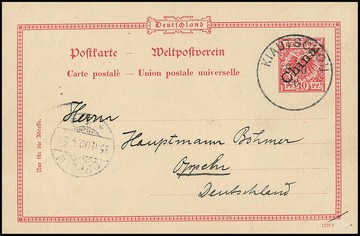 Deutschland
Postkarte — Weltpostverein
Carte postale — Union postale universelle
KIAUTSCHOU
China
10
Nur für die Adresse.
Herrn
Hauptmann Böhmer
Oppeln
Deutschland